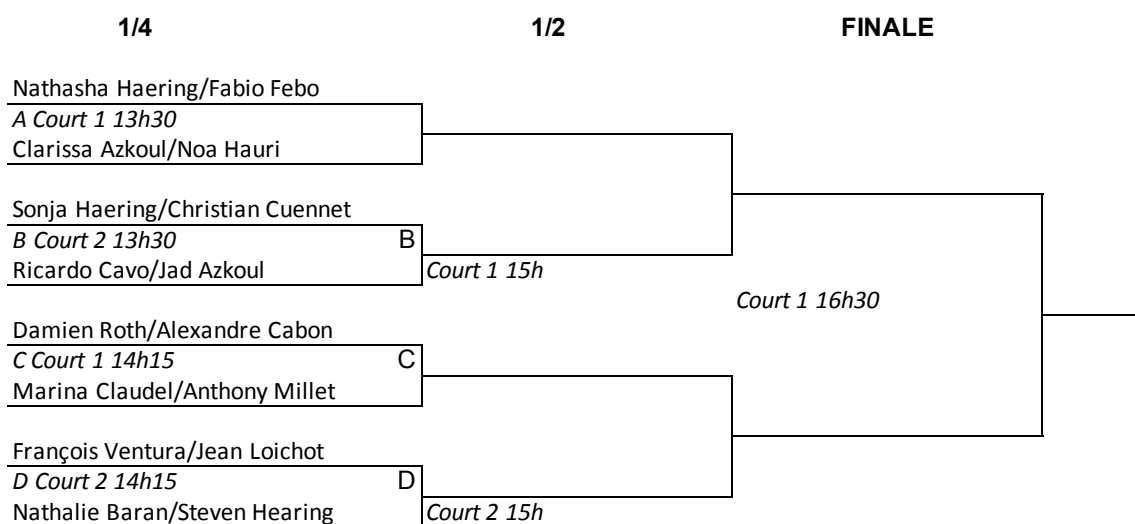 1/4 1/2 FINALE
Nathasha Haering/Fabio Febo
A Court 1 13h30
Clarissa Azkoul/Noa Hauri
Sonja Haering/Christian Cuennet
B Court 2 13h30 B
Ricardo Cavo/Jad Azkoul Court 1 15h
Court 1 16h30
Damien Roth/Alexandre Cabon
C Court 1 14h15 C
Marina Claudel/Anthony Millet
François Ventura/Jean Loichot
D Court 2 14h15 D
Nathalie Baran/Steven Hearing Court 2 15h